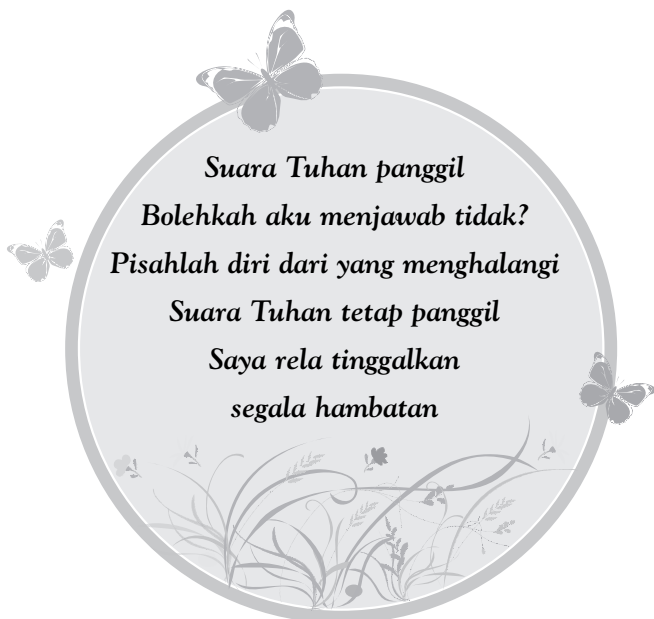 Suara Tuhan panggil
Bolehkah aku menjawab tidak?
Pisahlah diri dari yang menghalangi
Suara Tuhan tetap panggil
Saya rela tinggalkan
segala hambatan